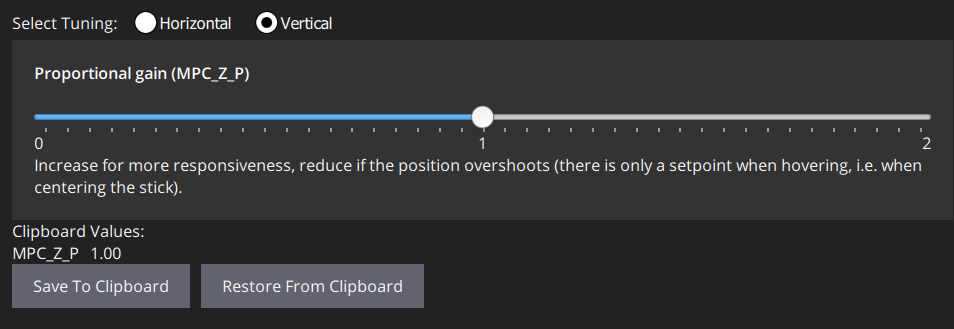 Select Tuning: Horizontal Vertical
Proportional gain (MPC_Z_P)
0 1 2
Increase for more responsiveness, reduce if the position overshoots (there is only a setpoint when hovering, i.e. when
centering the stick).
Clipboard Values:
MPC_Z_P 1.00
Save To Clipboard Restore From Clipboard